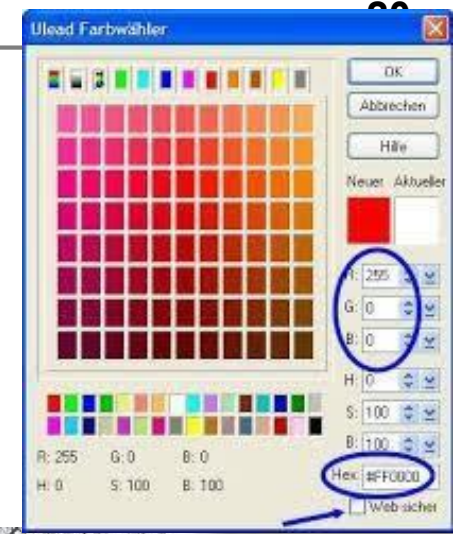 20
Ulead Farbwähler
OK
Abbrechen
Hilfe
Neuer Aktueller
R: 255
G: 0
B: 0
H: 0
S: 100
B: 100
R: 255 G: 0 B: 0
H: 0 S: 100 B: 100
Hex: #FF0000
Web-sicher